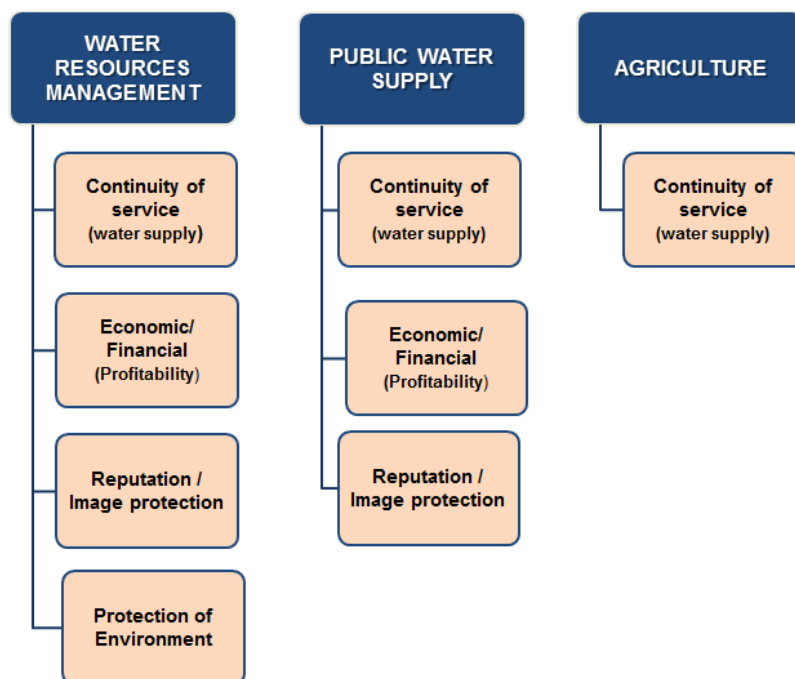 WATER
RESOURCES
MANAGEMENT
Continuity of
service
(water supply)
Economic/
Financial
(Profitability)
Reputation /
Image protection
Protection of
Environment
PUBLIC WATER
SUPPLY
Continuity of
service
(water supply)
Economic/
Financial
(Profitability)
Reputation /
Image protection
AGRICULTURE
Continuity of
service
(water supply)